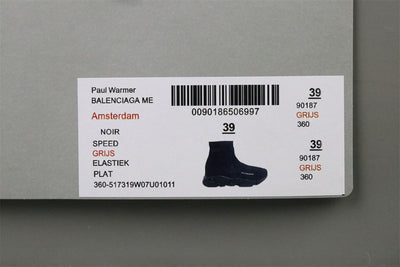 Paul Warmer
BALENCIAGA ME
Amsterdam
NOIR
SPEED
GRIJS
ELASTIEK
PLAT
360-517319W07U01011
0090186506997
39
39
90187
GRIJS
360
39
90187
GRIJS
360